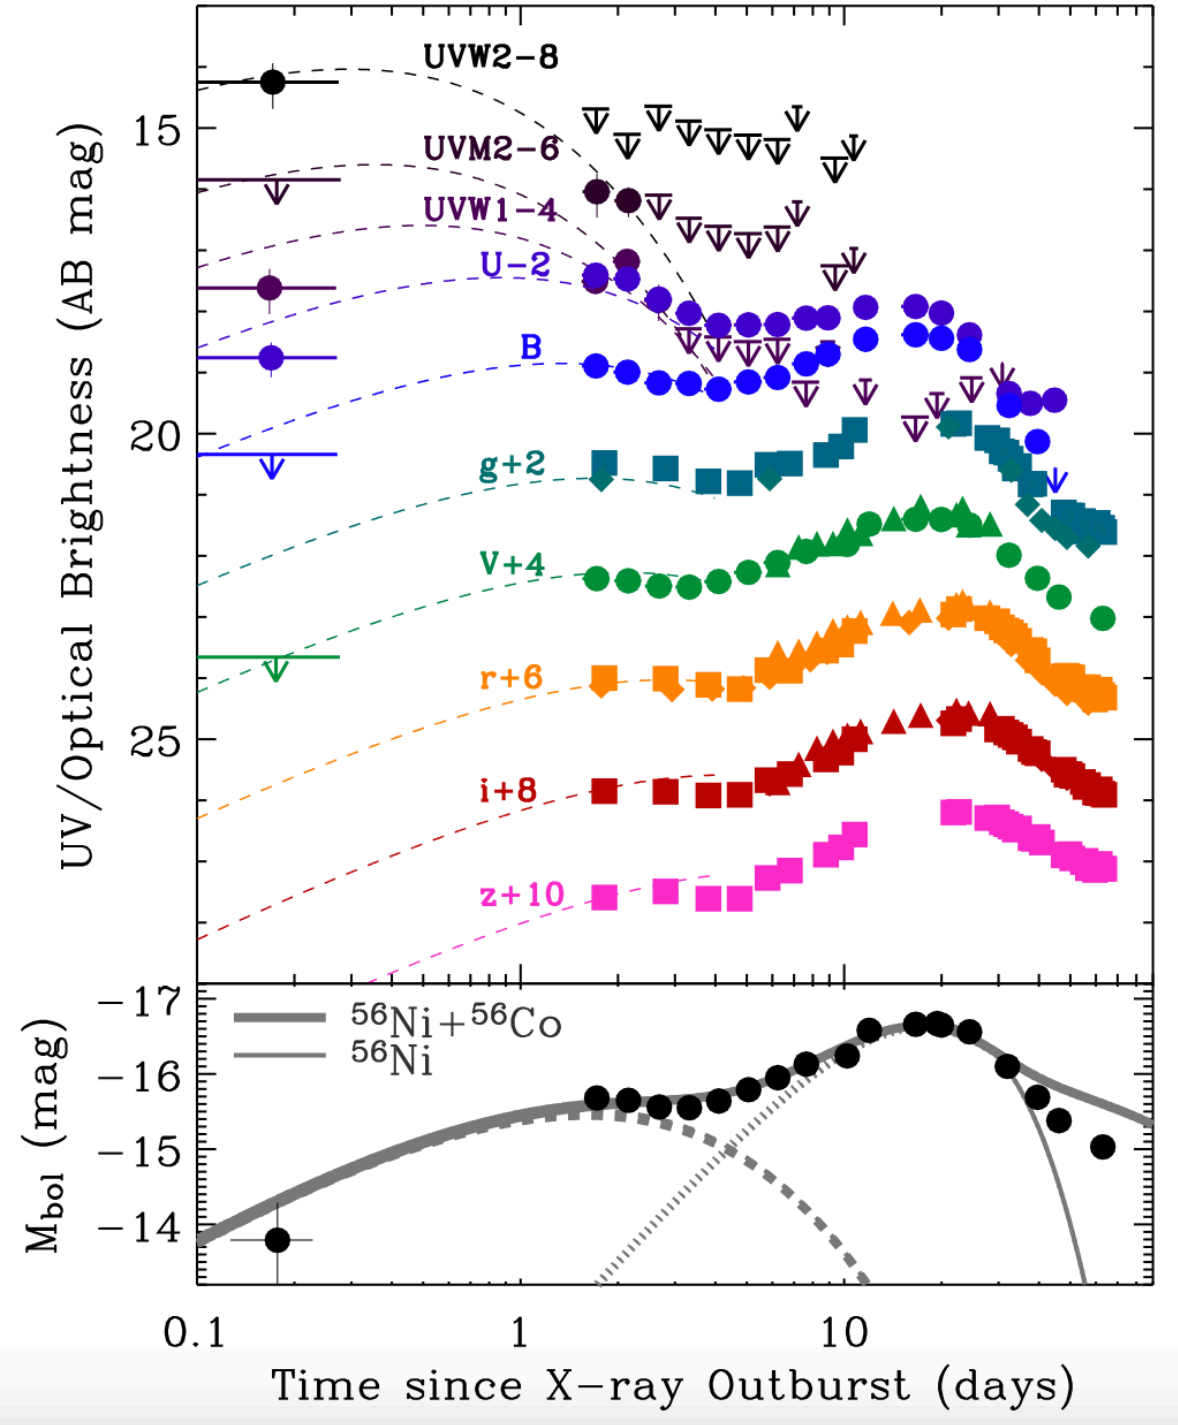 UVW2-8
15
UVM2-6
UVW1-4
U-2
B
20
g+2
V+4
r+6
25
i+8
z+10
UV/Optical Brightness (AB mag)
-17
⁵⁶Ni+⁵⁶Co
⁵⁶Ni
-16
-15
-14
M_bol (mag)
0.1 1 10
Time since X-ray Outburst (days)